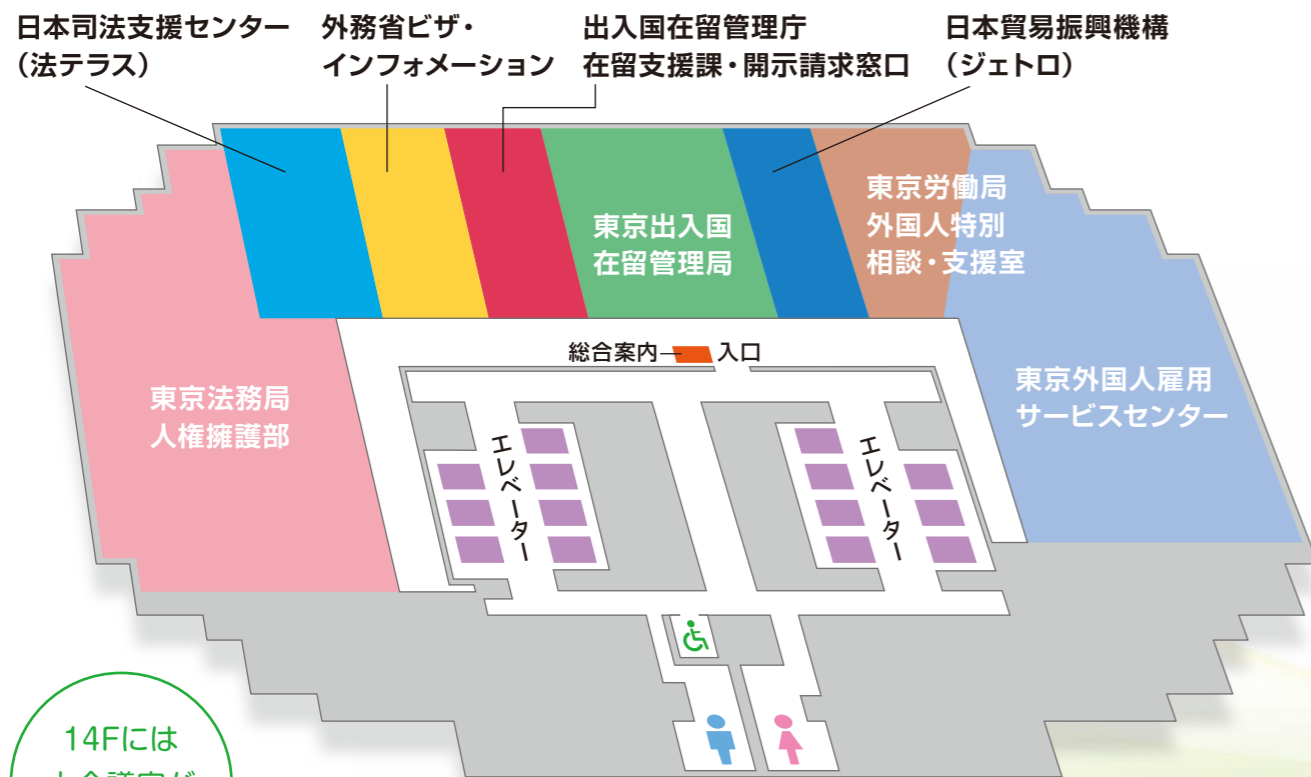 日本司法支援センター
（法テラス）
外務省ビザ・
インフォメーション
出入国在留管理庁
在留支援課・開示請求窓口
日本貿易振興機構
（ジェトロ）
東京出入国
在留管理局
東京労働局
外国人特別
相談・支援室
総合案内
入口
東京法務局
人権擁護部
東京外国人雇用
サービスセンター
エレベーター
エレベーター
14Fには